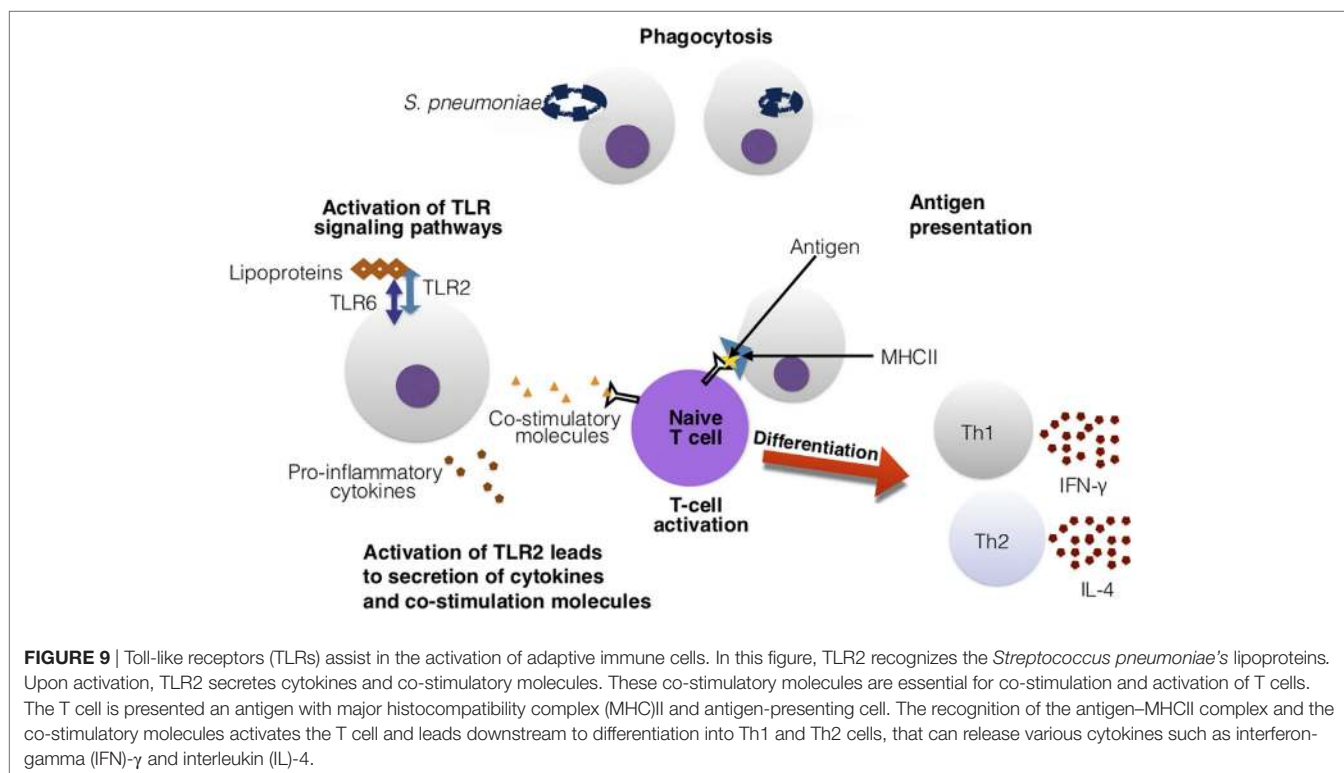 Phagocytosis
S. pneumoniae
Activation of TLR
signaling pathways
Antigen
presentation
Antigen
Lipoproteins
TLR2
TLR6
MHCII
Co-stimulatory
molecules
Naive
T cell
Differentiation
Th1
IFN-γ
Pro-inflammatory
cytokines
T-cell
activation
Th2
IL-4
Activation of TLR2 leads
to secretion of cytokines
and co-stimulation molecules
FIGURE 9 | Toll-like receptors (TLRs) assist in the activation of adaptive immune cells. In this figure, TLR2 recognizes the Streptococcus pneumoniae's lipoproteins.
Upon activation, TLR2 secretes cytokines and co-stimulatory molecules. These co-stimulatory molecules are essential for co-stimulation and activation of T cells.
The T cell is presented an antigen with major histocompatibility complex (MHC)II and antigen-presenting cell. The recognition of the antigen–MHCII complex and the
co-stimulatory molecules activates the T cell and leads downstream to differentiation into Th1 and Th2 cells, that can release various cytokines such as interferon-
gamma (IFN)-γ and interleukin (IL)-4.